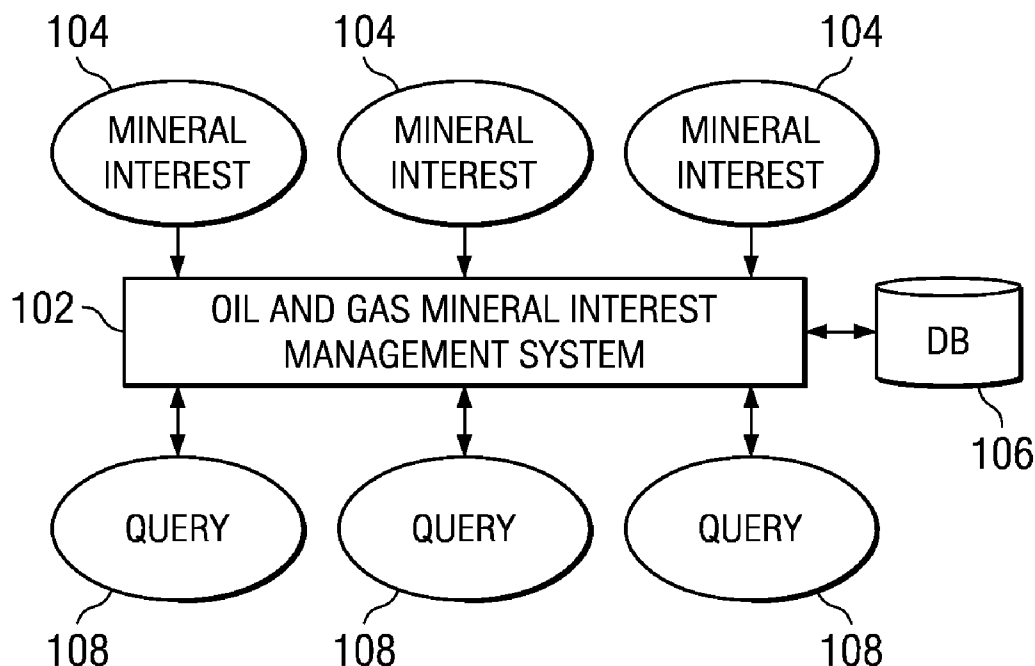 104 104 104
MINERAL INTEREST
MINERAL INTEREST
MINERAL INTEREST
102
OIL AND GAS MINERAL INTEREST
MANAGEMENT SYSTEM
DB
106
QUERY QUERY QUERY
108 108 108